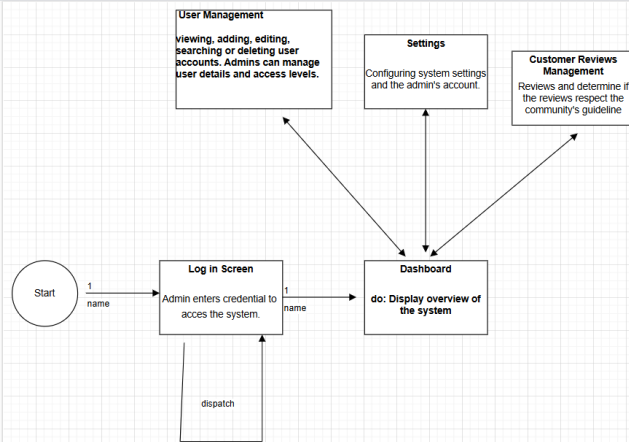 User Management
viewing, adding, editing,
searching or deleting user
accounts. Admins can manage
user details and access levels.
Settings
Configuring system settings
and the admin's account.
Customer Reviews
Management
Reviews and determine if
the reviews respect the
community's guideline
Start
1
name
Log in Screen
Admin enters credential to
acces the system.
1
name
Dashboard
do: Display overview of
the system
dispatch